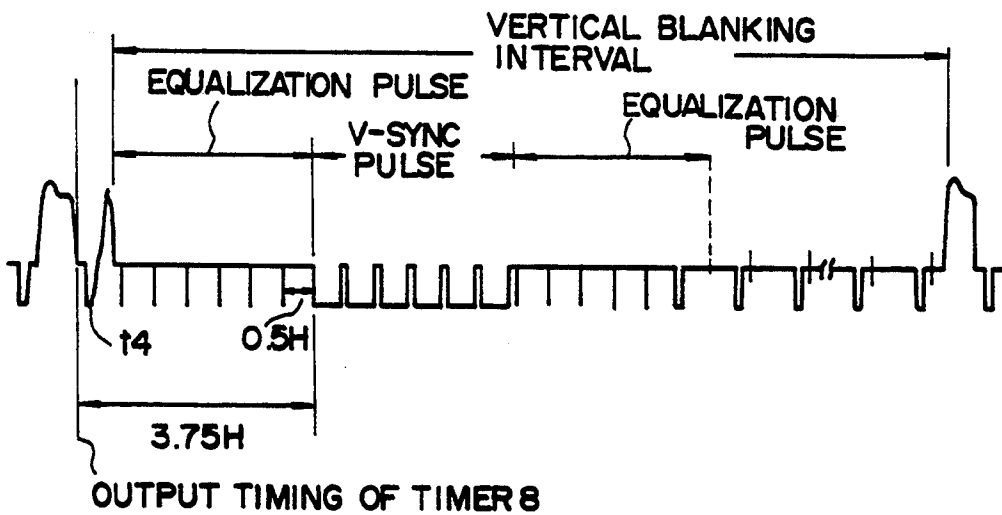 VERTICAL BLANKING
INTERVAL
EQUALIZATION PULSE
EQUALIZATION
PULSE
V-SYNC
PULSE
t4
0.5H
3.75H
OUTPUT TIMING OF TIMER 8